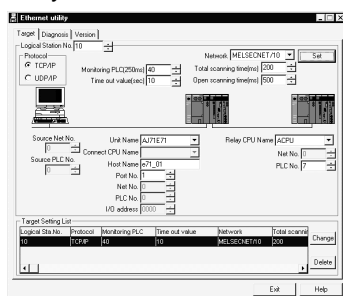 Ethernet utility
Target Diagnosis Version
Logical Station No. 10
Protocol
TCP/IP
UDP/IP
Network MELSECNET/10 Set
Monitoring PLC(250ms) 40
Total scanning time(ms) 200
Time out value(sec) 10
Open scanning time(ms) 500
Source Net No.
0
Source PLC No.
0
Unit Name AJ71E71
Connect CPU Name
Host Name e71_01
Port No. 1
Net No. 0
PLC No. 0
I/O address 0000
Relay CPU Name ACPU
Net No. 0
PLC No. 7
Target Setting List
Logical Sta.No. Protocol Monitoring PLC Time out value Network Total scanni
10 TCP/IP 40 10 MELSECNET/10 200
Change
Delete
Exit Help